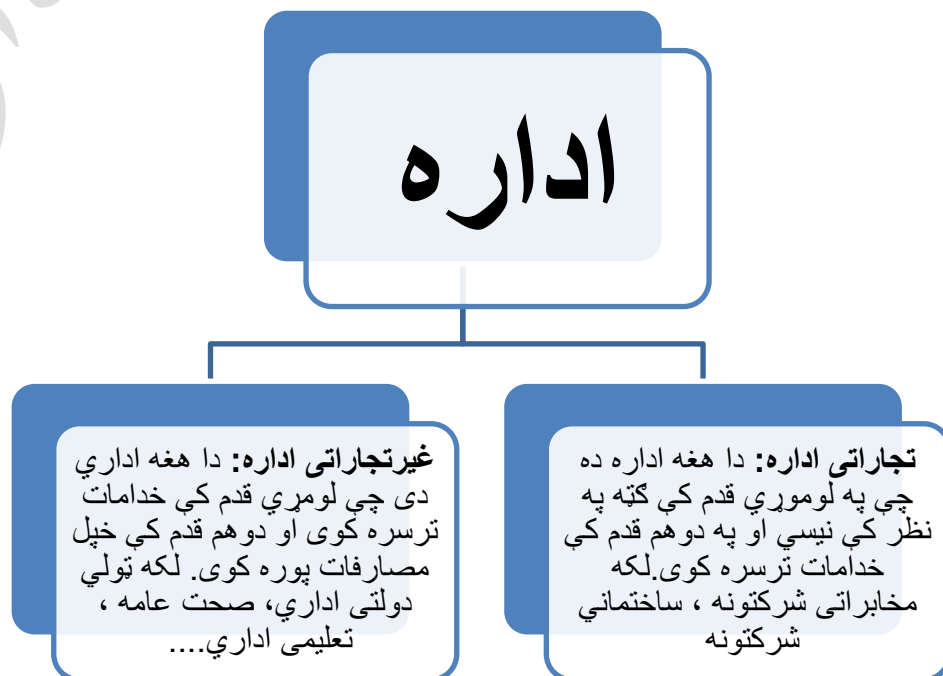 اداره
تجاراتی اداره: دا هغه اداره ده
چې په لوموړي قدم کې ګټه په
نظر کې نیسي او په دوهم قدم کې
خدامات ترسره کوی.لکه
مخابراتی شرکتونه ، ساختماني
شرکتونه
غیرتجاراتی اداره: دا هغه اداري
دی چې لومړي قدم کې خدامات
ترسره کوی او دوهم قدم کې خپل
مصارفات پوره کوی. لکه ټولي
دولتی اداري، صحت عامه ،
تعلیمی اداري....